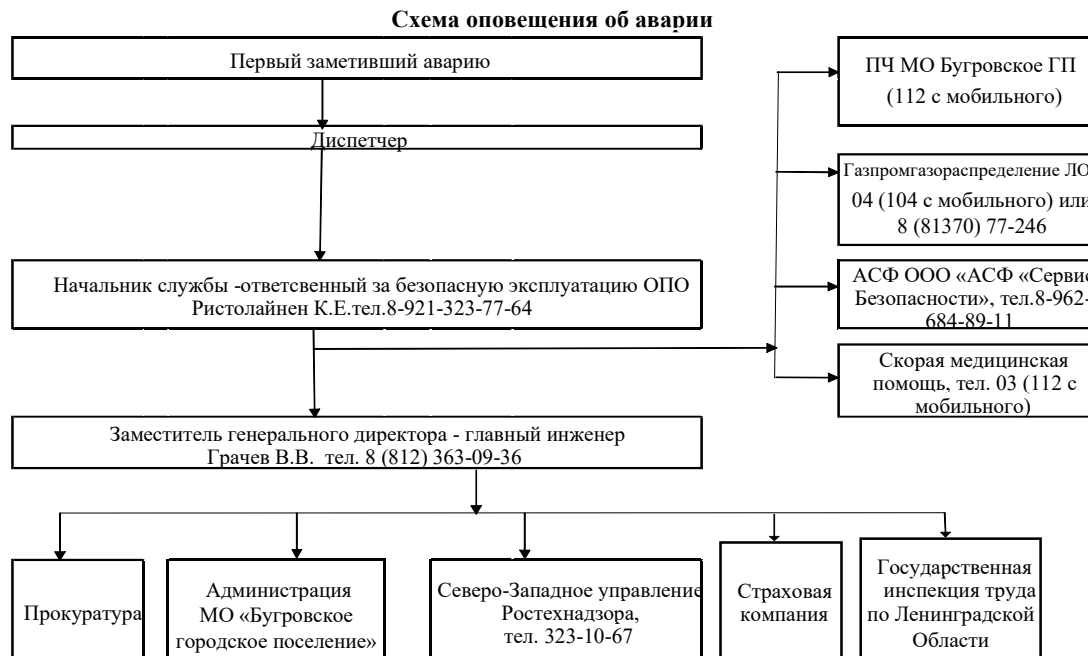 Схема оповещения об аварии
Первый заметивший аварию
Диспетчер
Начальник службы -ответсвенный за безопасную эксплуатацию ОПО
Ристолайнен К.Е.тел.8-921-323-77-64
Заместитель генерального директора - главный инженер
Грачев В.В. тел. 8 (812) 363-09-36
ПЧ МО Бугровское ГП
(112 с мобильного)
Газпромгазораспределение ЛО
04 (104 с мобильного) или
8 (81370) 77-246
АСФ ООО «АСФ «Сервис
Безопасности», тел.8-962-
684-89-11
Скорая медицинская
помощь, тел. 03 (112 с
мобильного)
Прокуратура
Администрация
МО «Бугровское
городское поселение»
Северо-Западное управление
Ростехнадзора,
тел. 323-10-67
Страховая
компания
Государственная
инспекция труда
по Ленинградской
Области